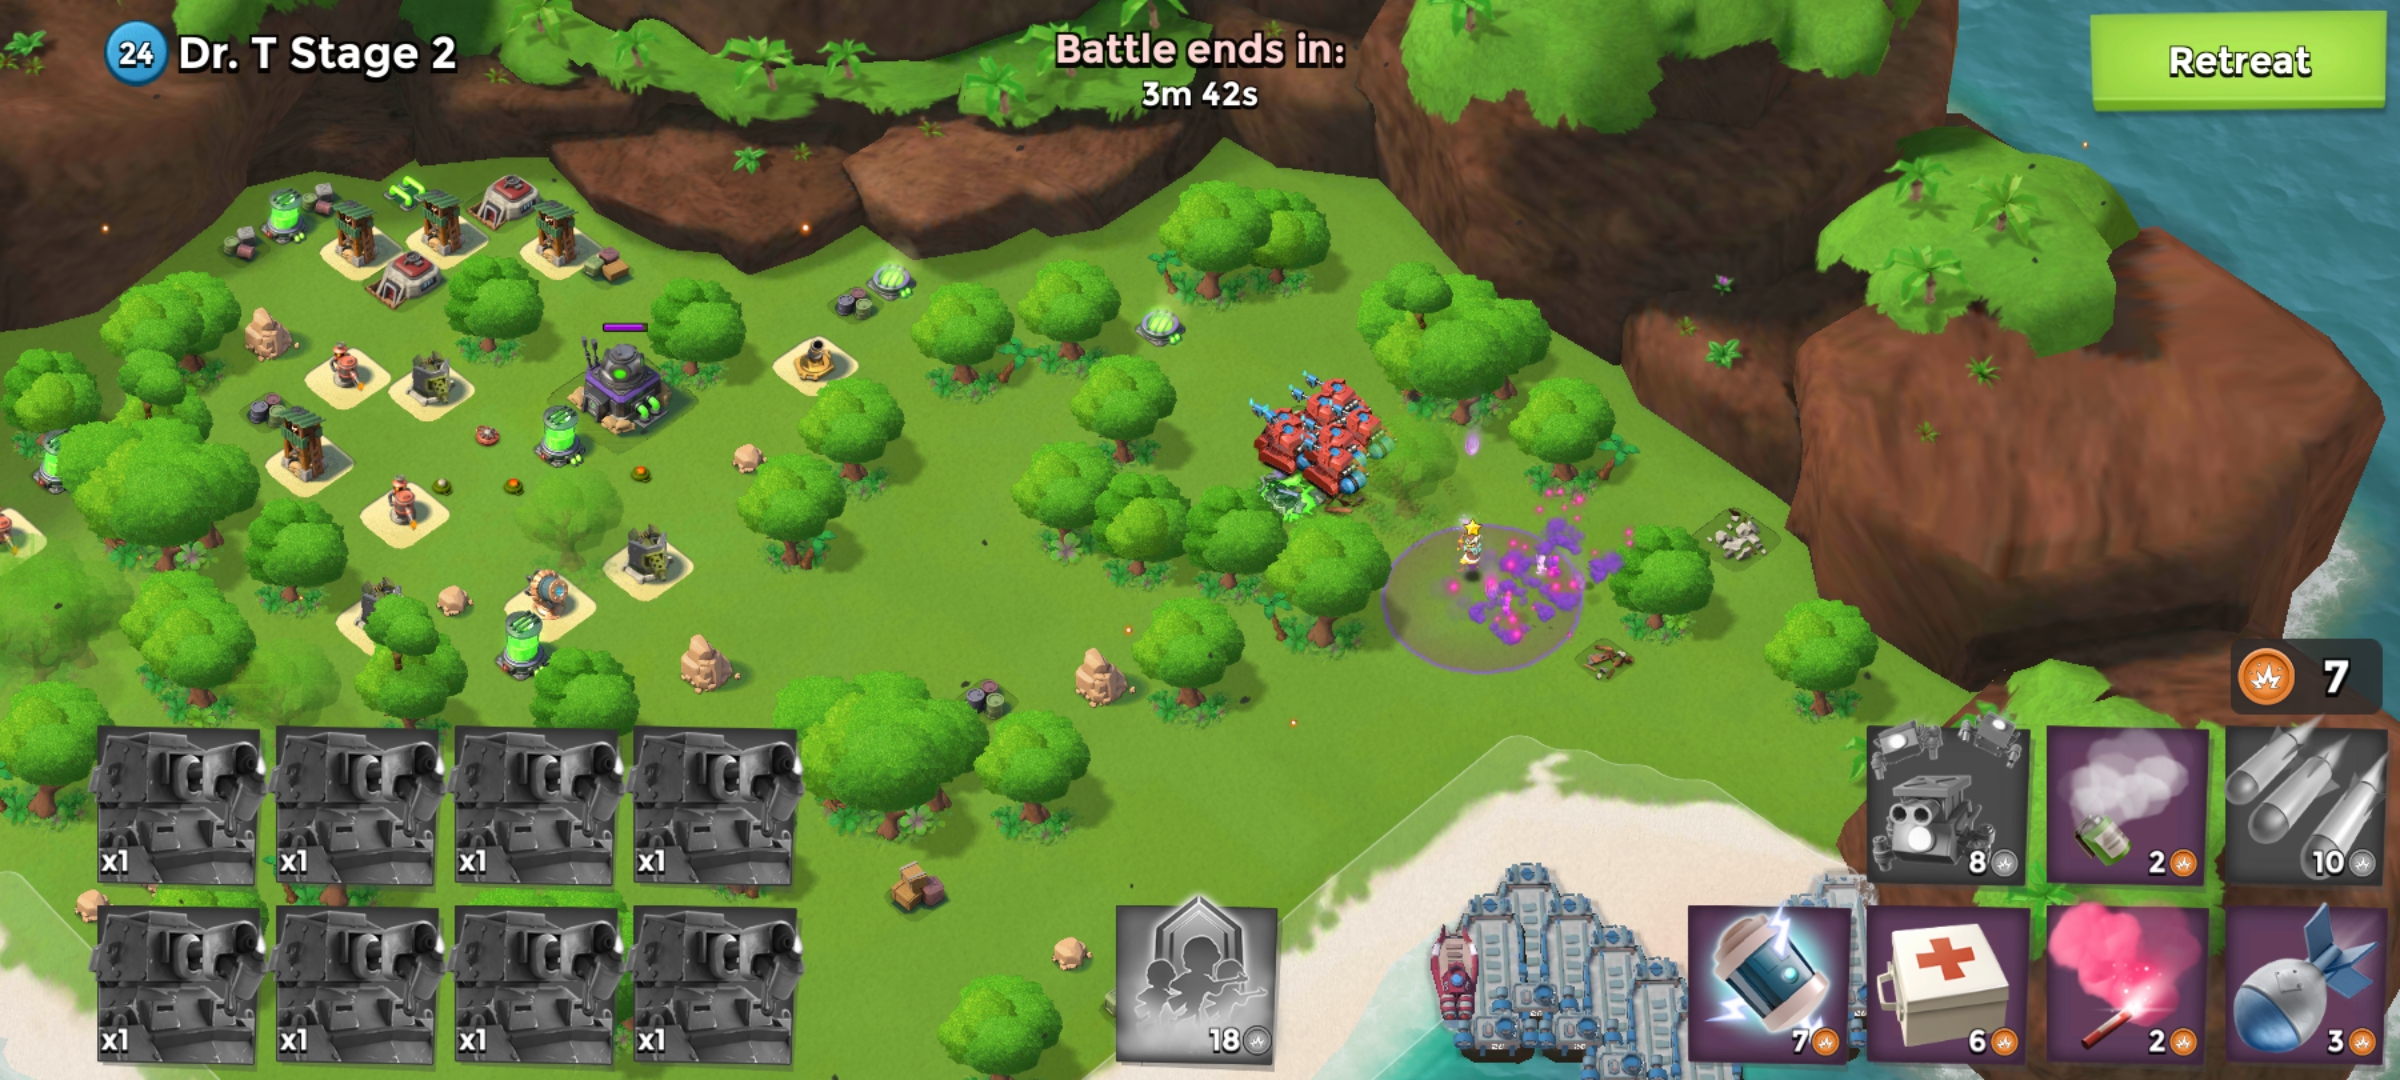 24 Dr. T Stage 2
Battle ends in:
3m 42s
Retreat
7
x1 x1 x1 x1
8 2 10
x1 x1 x1 x1
18 7 6 2 3